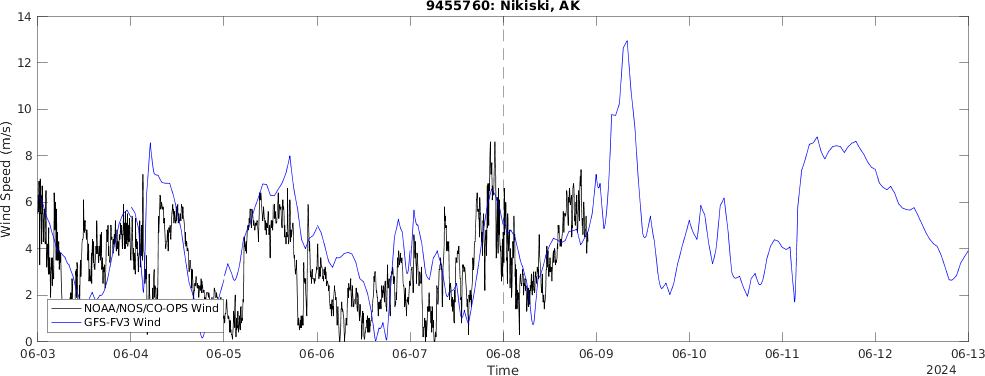 9455760: Nikiski, AK
14
12
10
8
6
4
2
0
Wind Speed (m/s)
NOAA/NOS/CO-OPS Wind
GFS-FV3 Wind
06-03 06-04 06-05 06-06 06-07 06-08 06-09 06-10 06-11 06-12 06-13
Time
2024